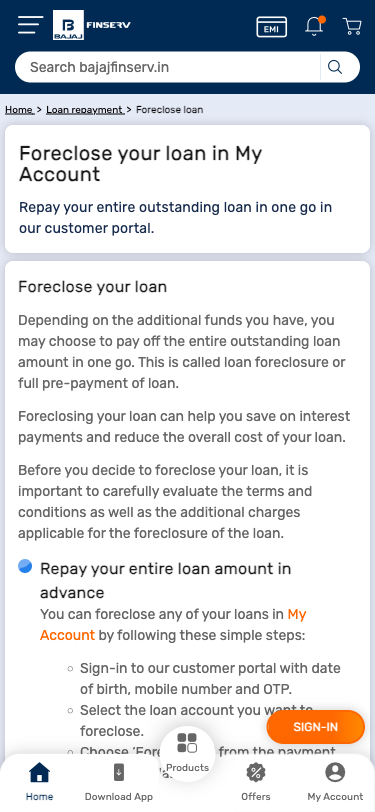 B
BAJAJ
FINSERV
EMI
Search bajajfinserv.in
Home > Loan repayment > Foreclose loan
Foreclose your loan in My
Account
Repay your entire outstanding loan in one go in
our customer portal.
Foreclose your loan
Depending on the additional funds you have, you
may choose to pay off the entire outstanding loan
amount in one go. This is called loan foreclosure or
full pre-payment of loan.
Foreclosing your loan can help you save on interest
payments and reduce the overall cost of your loan.
Before you decide to foreclose your loan, it is
important to carefully evaluate the terms and
conditions as well as the additional charges
applicable for the foreclosure of the loan.
Repay your entire loan amount in
advance
You can foreclose any of your loans in My
Account by following these simple steps:
Sign-in to our customer portal with date
of birth, mobile number and OTP.
Select the loan account you want to
foreclose.
SIGN-IN
Choose from the payment
Products
Home
Download App
Offers
My Account